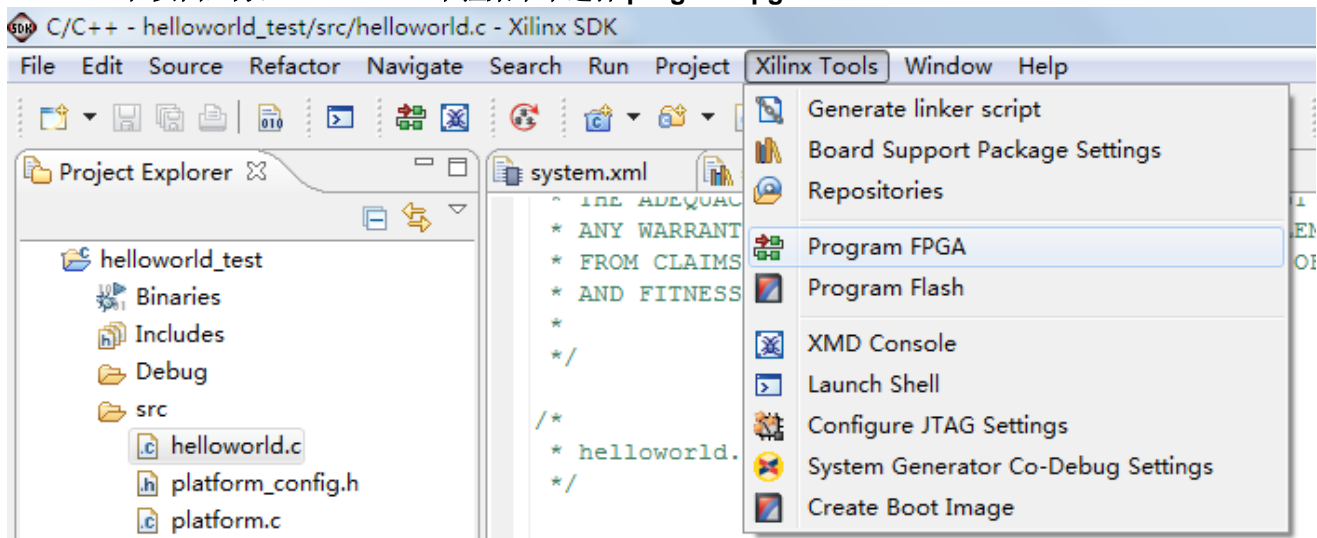 C/C++ - helloworld_test/src/helloworld.c - Xilinx SDK
File Edit Source Refactor Navigate Search Run Project Xilinx Tools Window Help
Project Explorer
system.xml
helloworld_test
Binaries
Includes
Debug
src
helloworld.c
platform_config.h
platform.c
* THE ADEQUAC
* ANY WARRANT
* FROM CLAIMS
* AND FITNESS
*
*/
/*
* helloworld.
*/
Generate linker script
Board Support Package Settings
Repositories
Program FPGA
Program Flash
XMD Console
Launch Shell
Configure JTAG Settings
System Generator Co-Debug Settings
Create Boot Image